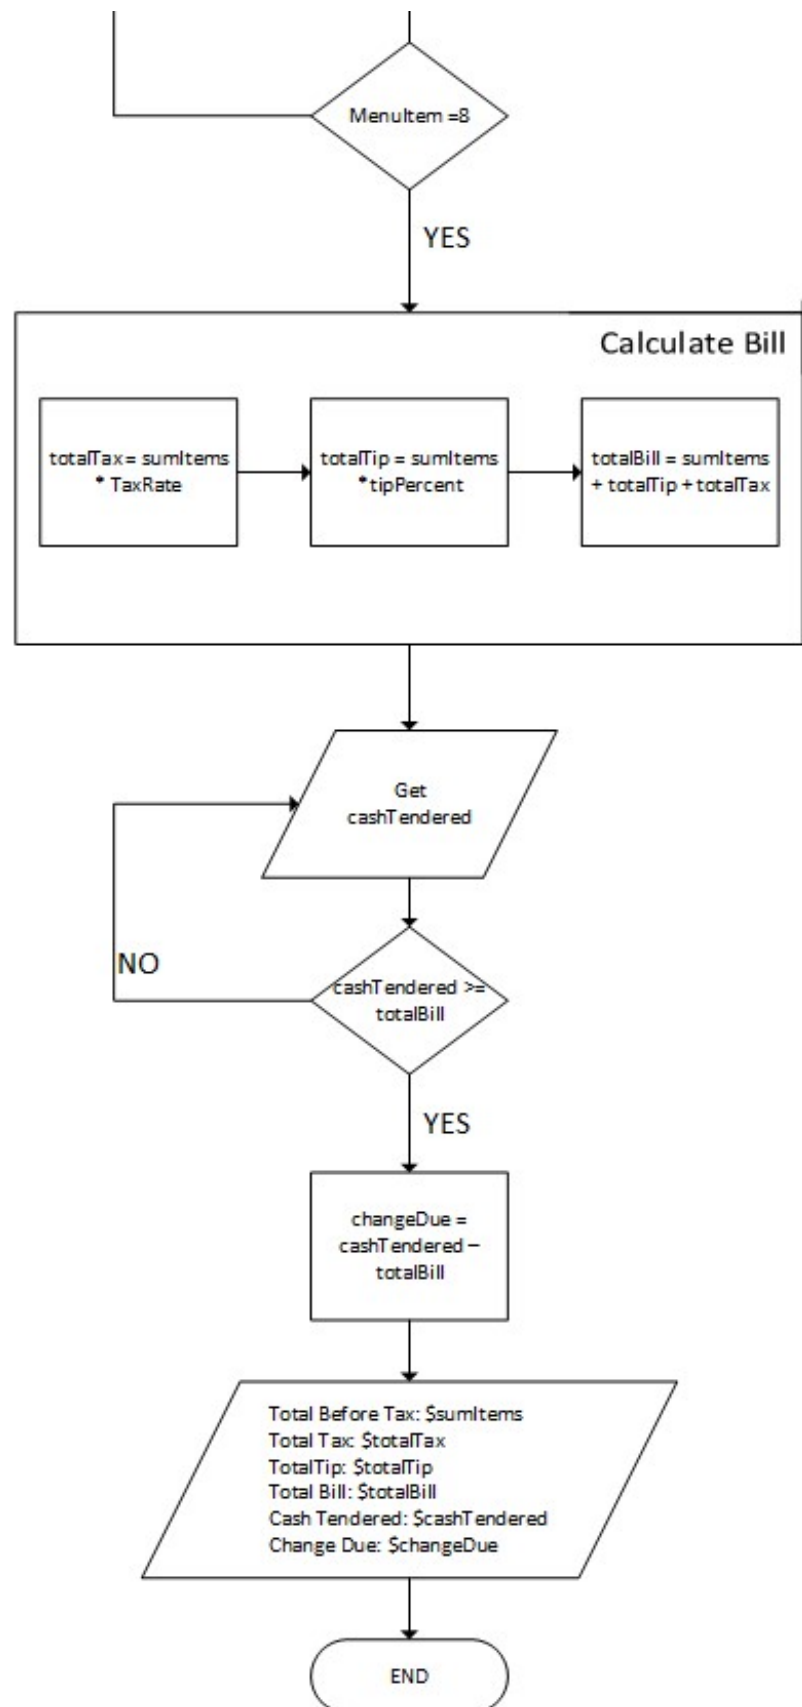 MenuItem =8
YES
Calculate Bill
totalTax = sumItems
* TaxRate
totalTip = sumItems
* tipPercent
totalBill = sumItems
+ totalTip + totalTax
Get
cashTendered
NO
cashTendered >=
totalBill
YES
changeDue =
cashTendered –
totalBill
Total Before Tax: $sumItems
Total Tax: $totalTax
TotalTip: $totalTip
Total Bill: $totalBill
Cash Tendered: $cashTendered
Change Due: $changeDue
END